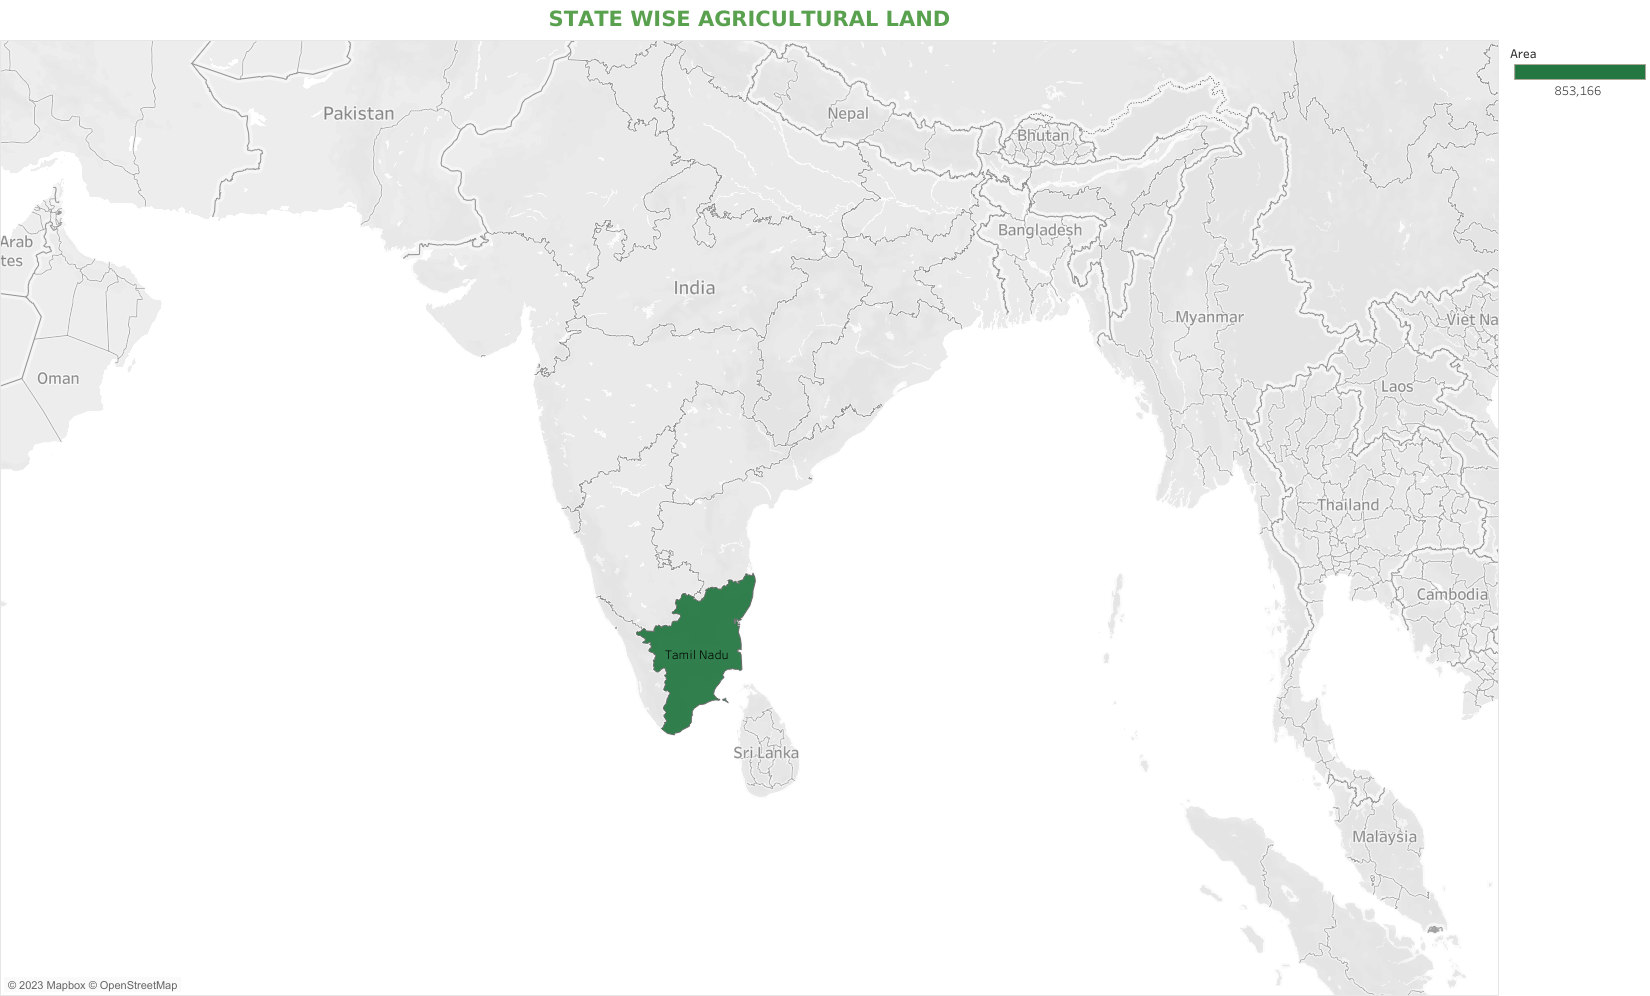 STATE WISE AGRICULTURAL LAND
Area
853,166
Pakistan
Nepal
Bhutan
Arab
tes
Bangladesh
India
Myanmar
Viet Na
Oman
Laos
Thailand
Cambodia
Tamil Nadu
Sri Lanka
Malaysia
© 2023 Mapbox © OpenStreetMap